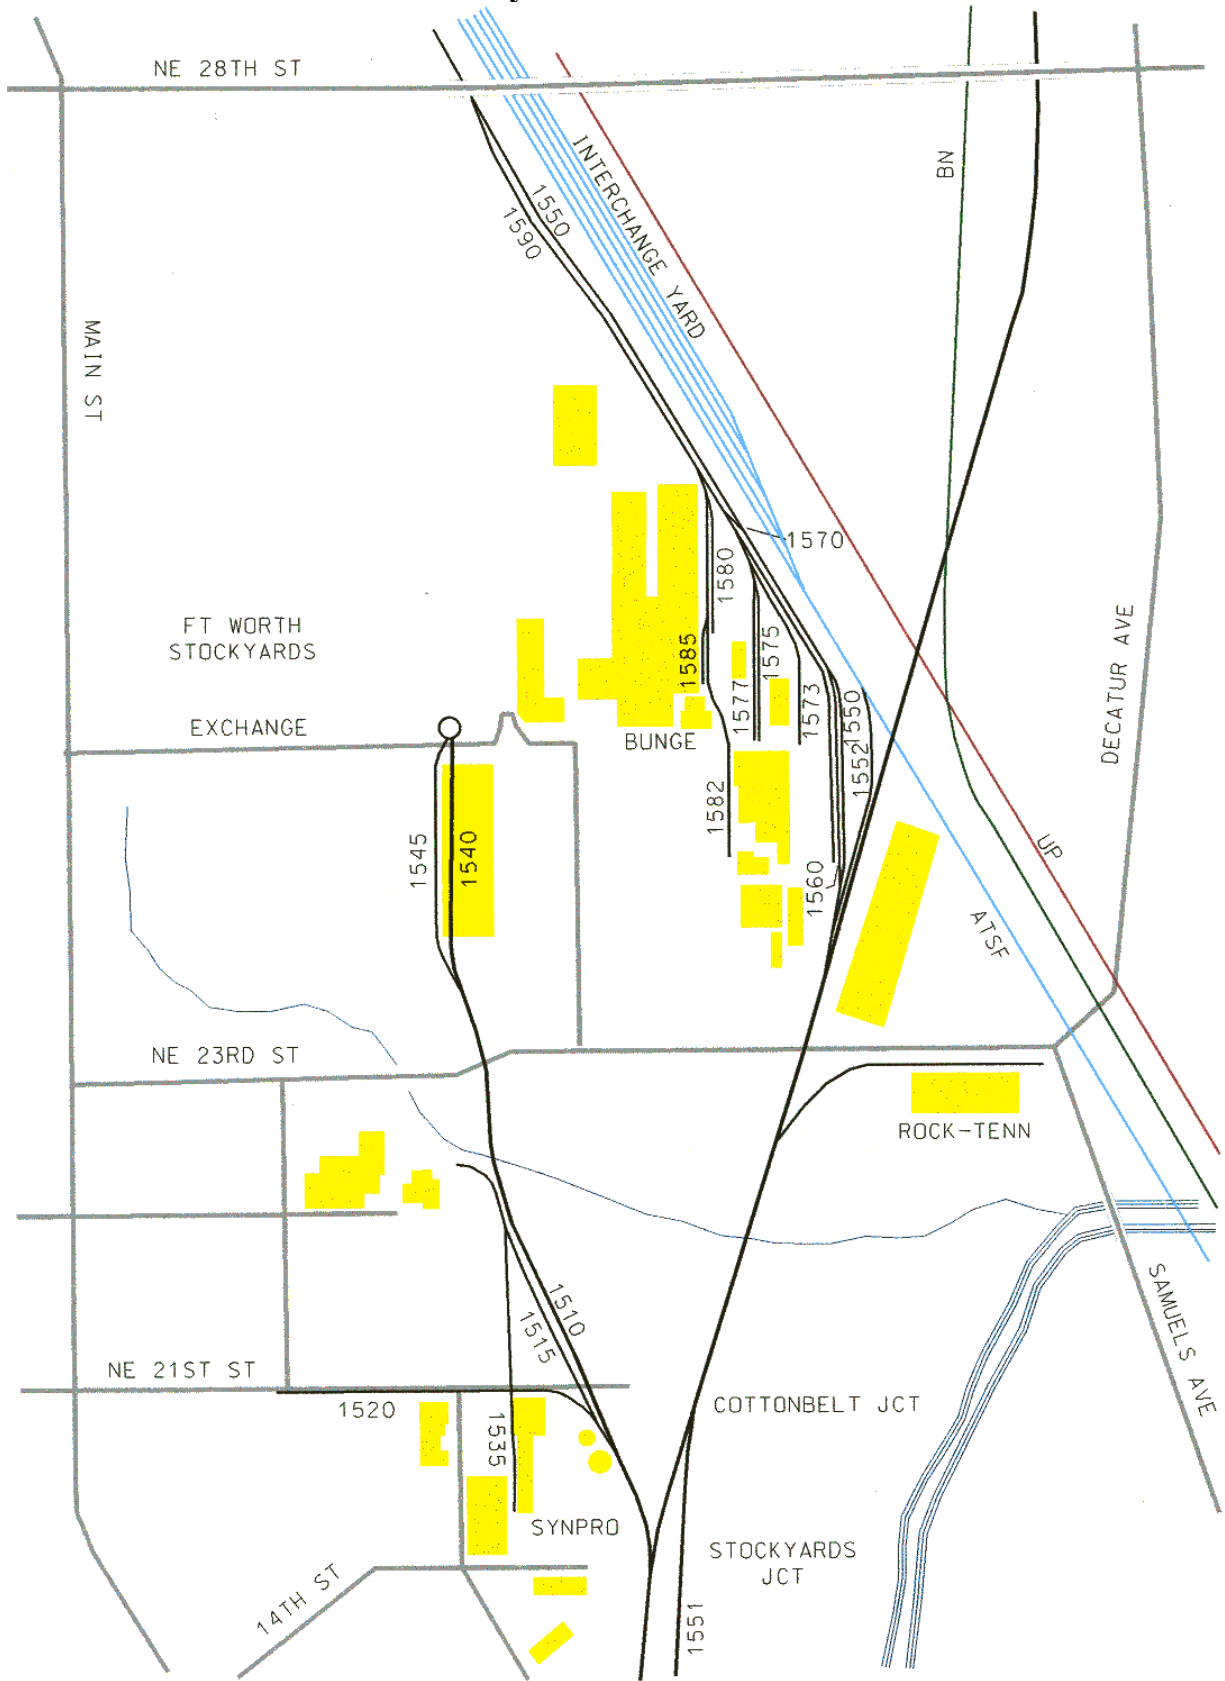 NE 28TH ST
INTERCHANGE YARD
BN
1550
1590
MAIN ST
1570
1580
FT WORTH
STOCKYARDS
1585
1575
DECATUR AVE
1577
1573
1550
EXCHANGE
BUNGE
1552
1582
1545
1540
UP
1560
ATSF
NE 23RD ST
ROCK-TENN
1510
1515
SAMUELS AVE
NE 21ST ST
COTTONBELT JCT
1520
1535
SYNPRO
STOCKYARDS
JCT
14TH ST
1551